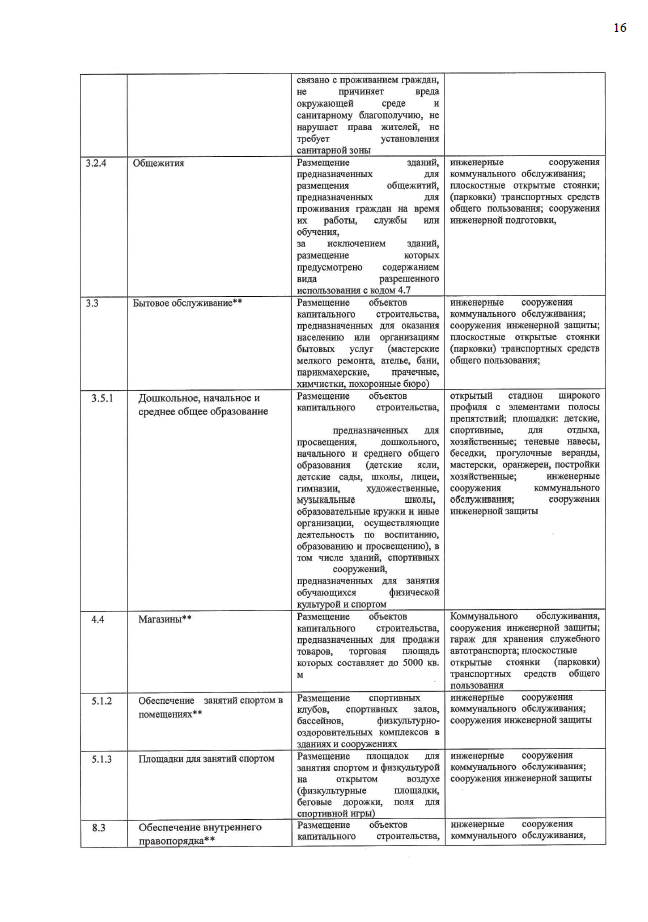 16
связано с проживанием граждан,
не причиняет вреда
окружающей среде и
санитарному благополучию, не
нарушает права жителей, не
требует установления
санитарной зоны
3.2.4
Общежития
Размещение зданий,
предназначенных для
размещения общежитий,
предназначенных для
проживания граждан на время
их работы, службы или
обучения,
за исключением зданий,
размещение которых
предусмотрено содержанием
вида разрешенного
использования с кодом 4.7
инженерные сооружения
коммунального обслуживания;
плоскостные открытые стоянки;
(парковки) транспортных средств
общего пользования; сооружения
инженерной подготовки,
3.3
Бытовое обслуживание**
Размещение объектов
капитального строительства,
предназначенных для оказания
населению или организациям
бытовых услуг (мастерские
мелкого ремонта, ателье, бани,
парикмахерские, прачечные,
химчистки, похоронные бюро)
инженерные сооружения
коммунального обслуживания;
сооружения инженерной защиты;
плоскостные открытые стоянки
(парковки) транспортных средств
общего пользования;
3.5.1
Дошкольное, начальное и
среднее общее образование
Размещение объектов
капитального строительства,
предназначенных для
просвещения, дошкольного,
начального и среднего общего
образования (детские ясли,
детские сады, школы, лицеи,
гимназии, художественные,
музыкальные школы,
образовательные кружки и иные
организации, осуществляющие
деятельность по воспитанию,
образованию и просвещению), в
том числе зданий, спортивных
сооружений,
предназначенных для занятия
обучающихся физической
культурой и спортом
открытый стадион широкого
профиля с элементами полосы
препятствий; площадки: детские,
спортивные, для отдыха,
хозяйственные; теневые навесы,
беседки, прогулочные веранды,
мастерски, оранжереи, постройки
хозяйственные; инженерные
сооружения коммунального
обслуживания; сооружения
инженерной защиты
4.4
Магазины**
Размещение объектов
капитального строительства,
предназначенных для продажи
товаров, торговая площадь
которых составляет до 5000 кв.
м
Коммунального обслуживания,
сооружения инженерной защиты;
гараж для хранения служебного
автотранспорта; плоскостные
открытые стоянки (парковки)
транспортных средств общего
пользования
5.1.2
Обеспечение занятий спортом в
помещениях**
Размещение спортивных
клубов, спортивных залов,
бассейнов, физкультурно-
оздоровительных комплексов в
зданиях и сооружениях
инженерные сооружения
коммунального обслуживания;
сооружения инженерной защиты
5.1.3
Площадки для занятий спортом
Размещение площадок для
занятия спортом и физкультурой
на открытом воздухе
(физкультурные площадки,
беговые дорожки, поля для
спортивной игры)
инженерные сооружения
коммунального обслуживания;
сооружения инженерной защиты
8.3
Обеспечение внутреннего
правопорядка**
Размещение объектов
капитального строительства,
инженерные сооружения
коммунального обслуживания,